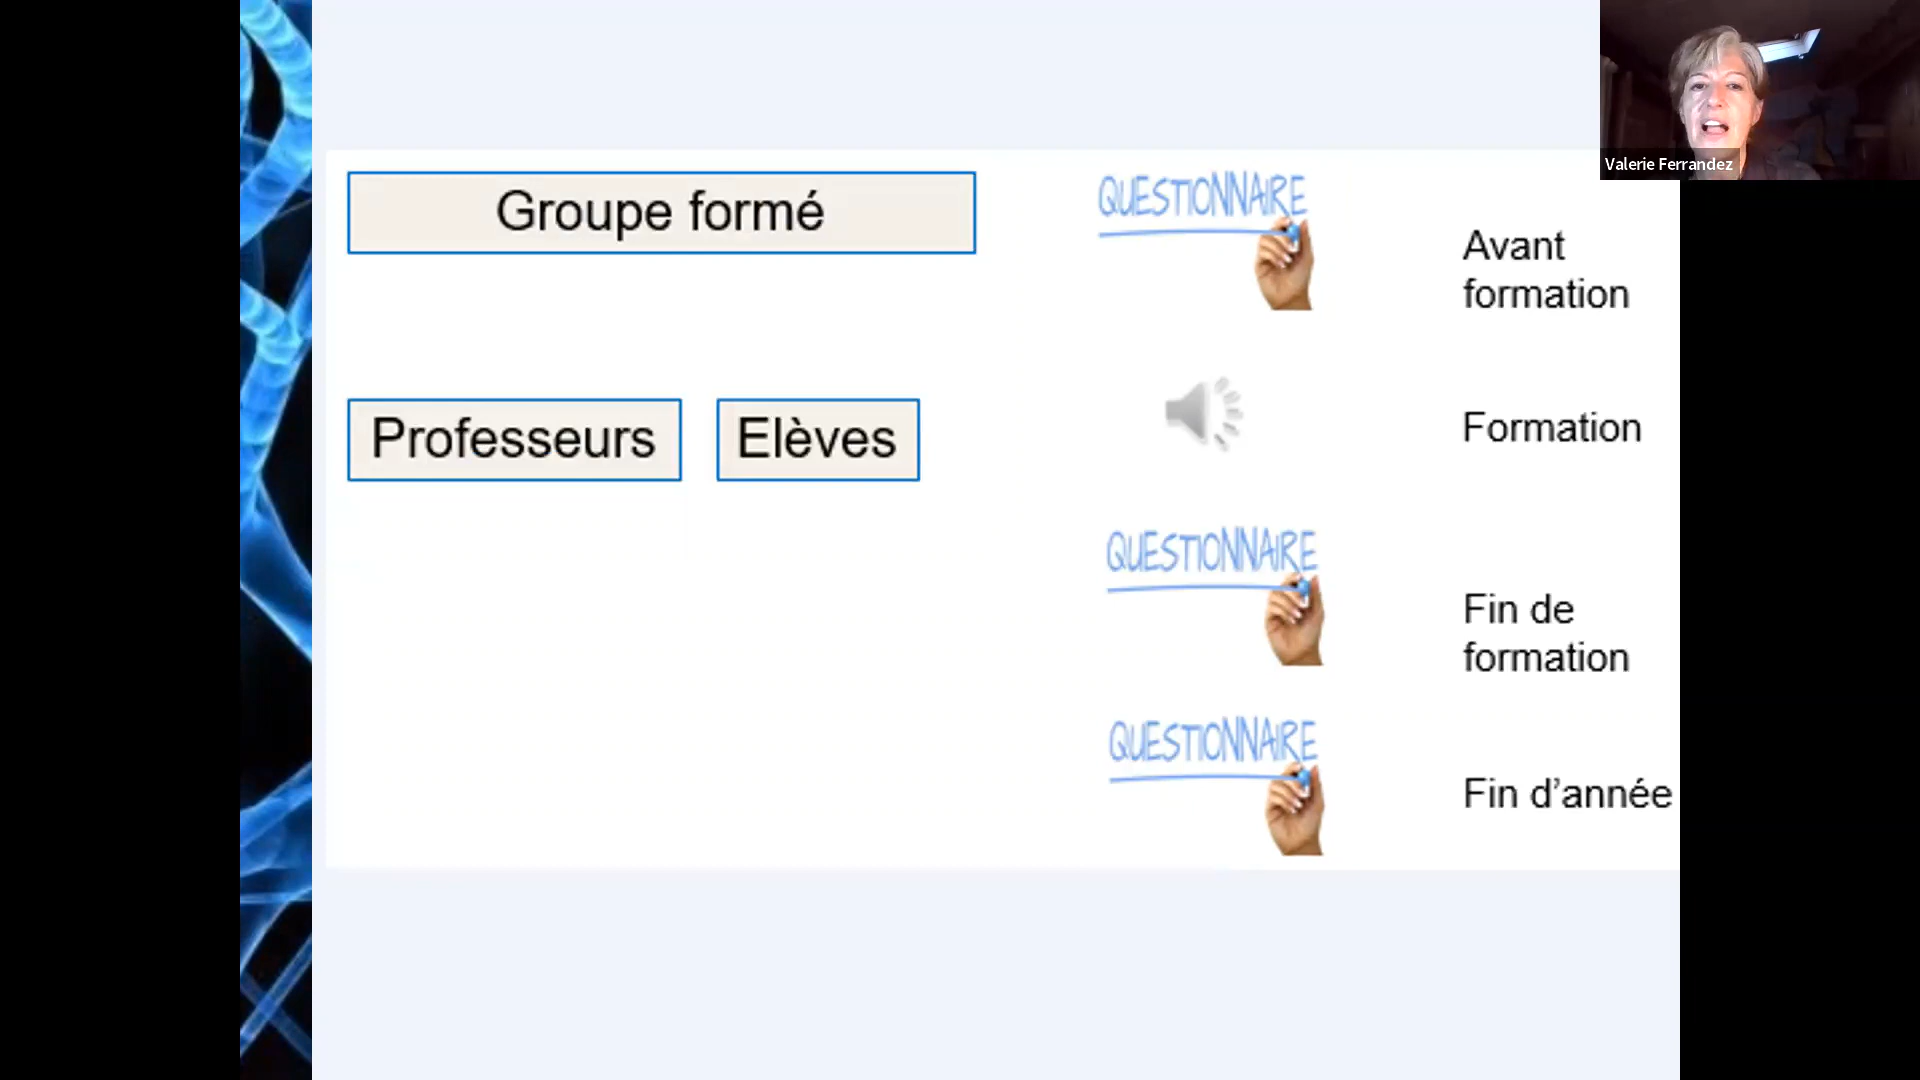 Valerie Ferrandez
Groupe formé
QUESTIONNAIRE
Avant
formation
Professeurs
Elèves
Formation
QUESTIONNAIRE
Fin de
formation
QUESTIONNAIRE
Fin d’année